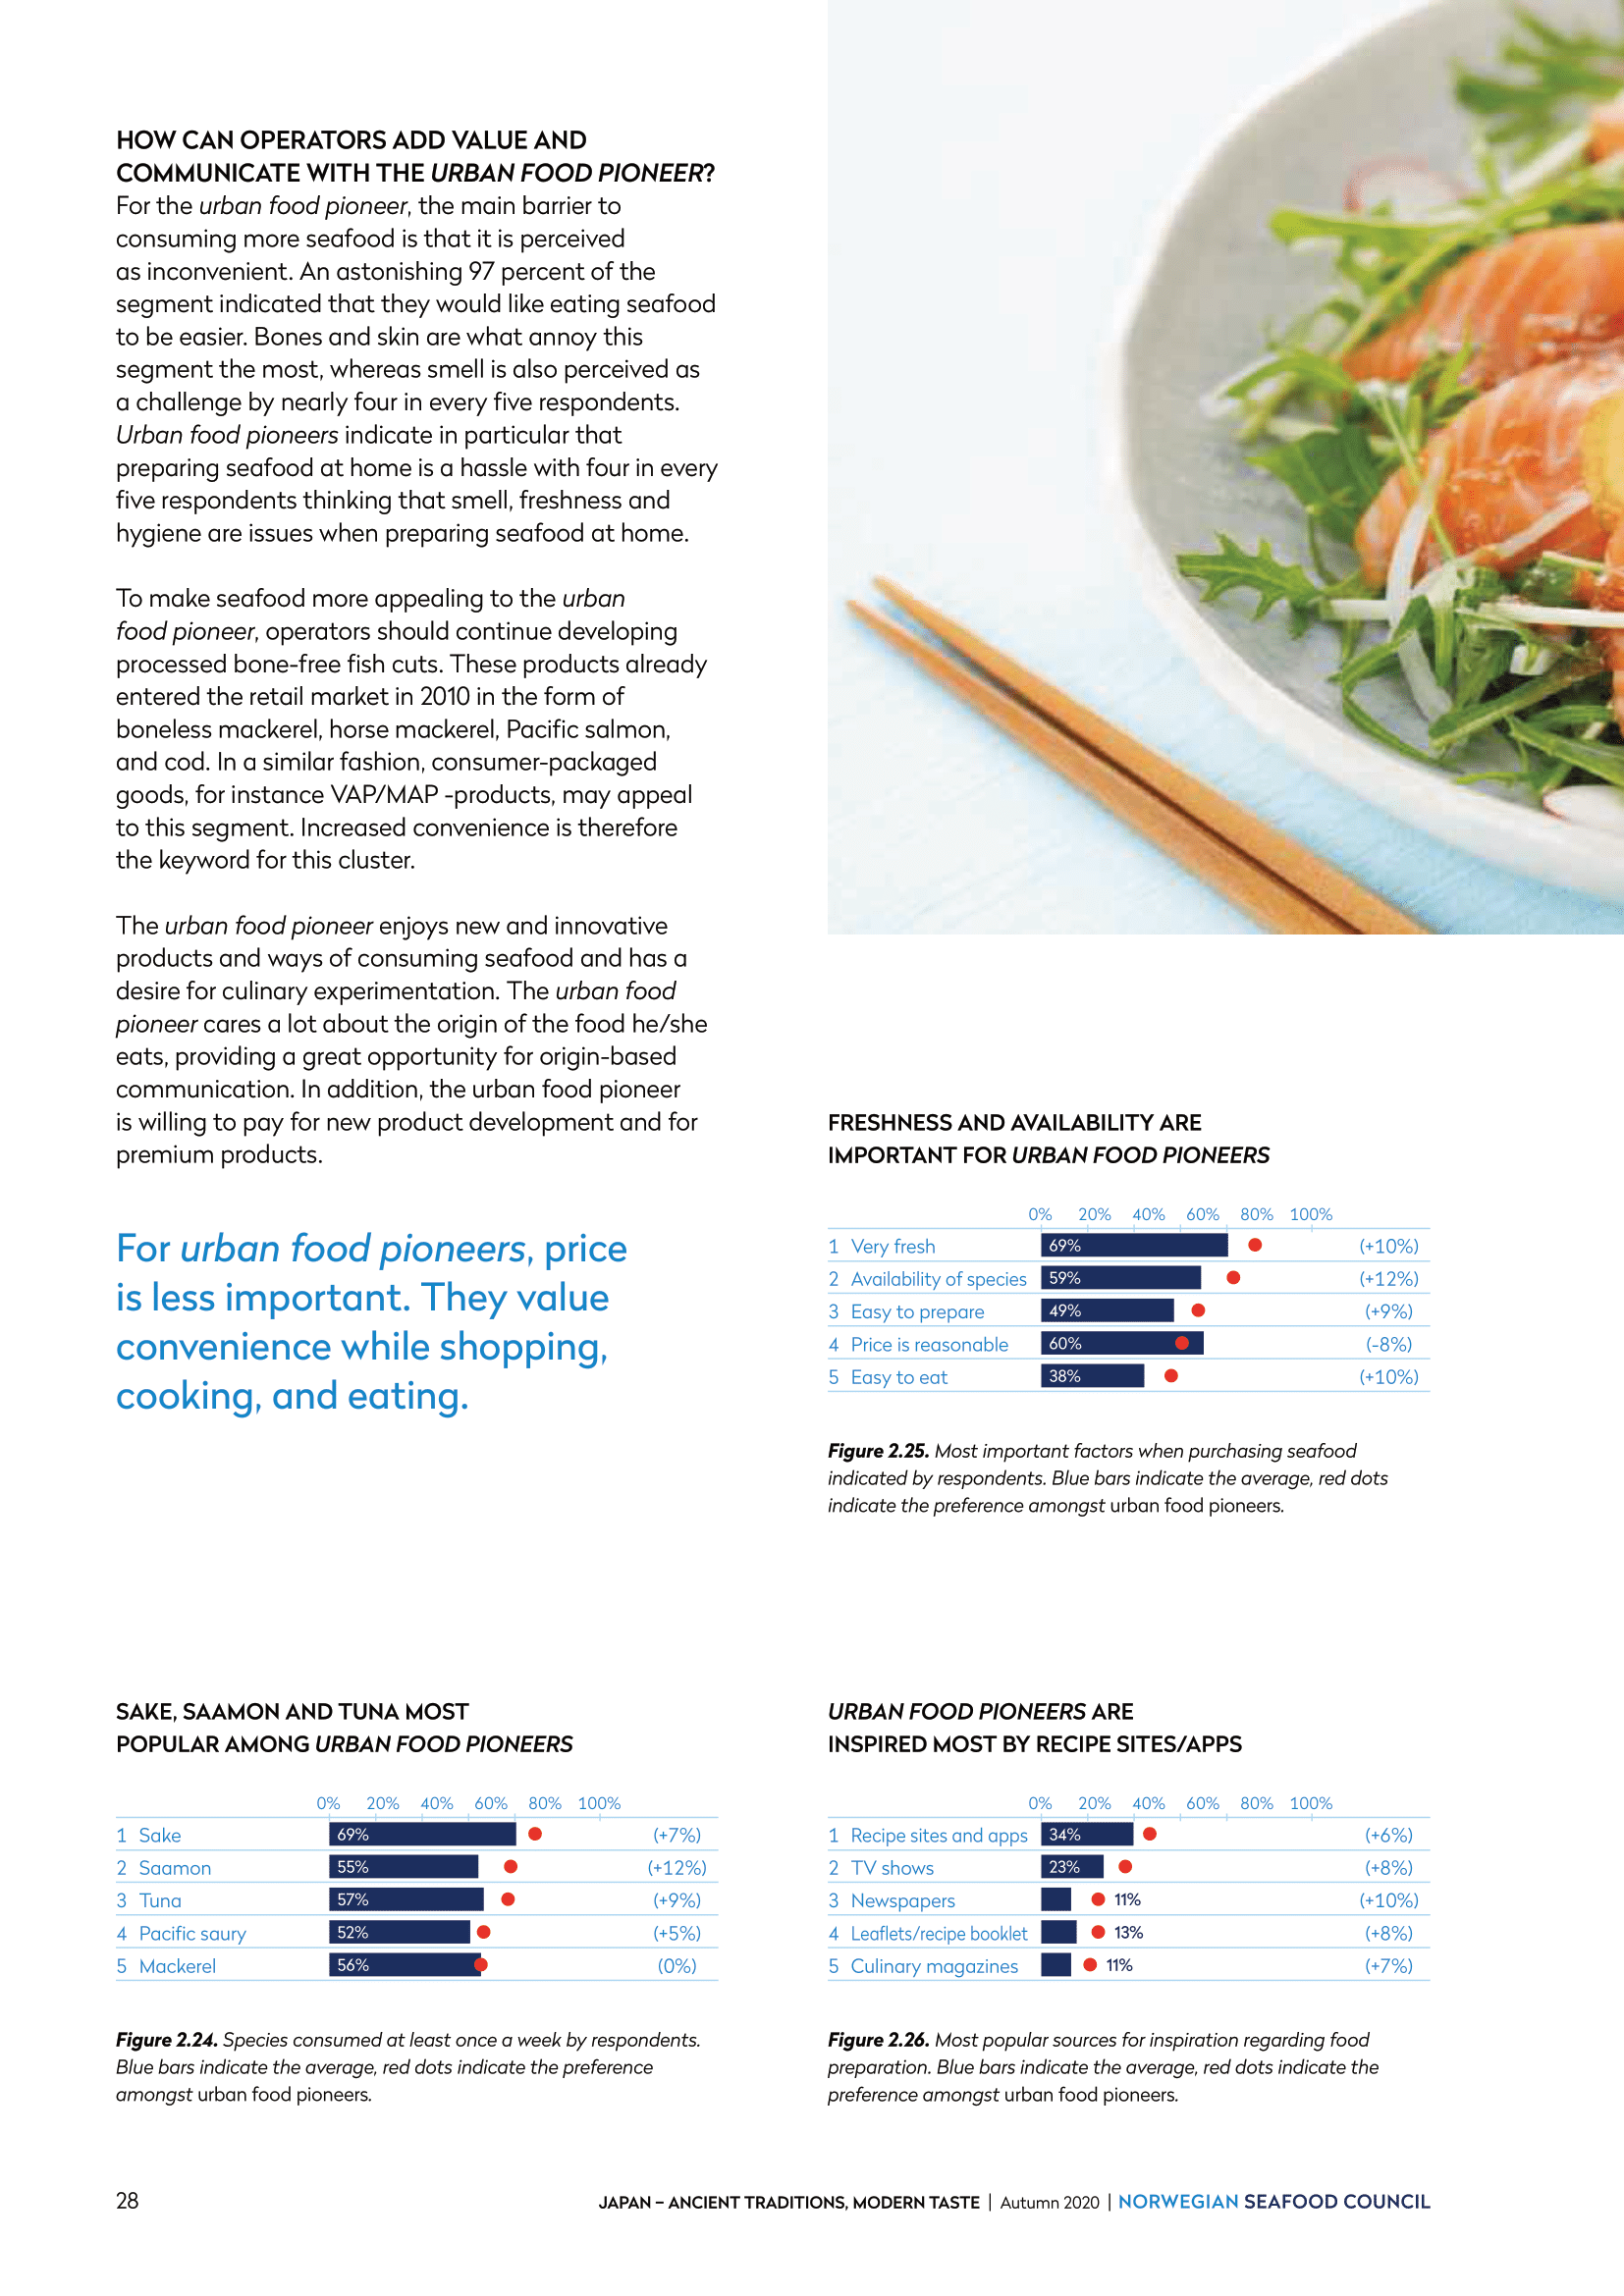 HOW CAN OPERATORS ADD VALUE AND
COMMUNICATE WITH THE URBAN FOOD PIONEER?
For the urban food pioneer, the main barrier to
consuming more seafood is that it is perceived
as inconvenient. An astonishing 97 percent of the
segment indicated that they would like eating seafood
to be easier. Bones and skin are what annoy this
segment the most, whereas smell is also perceived as
a challenge by nearly four in every five respondents.
Urban food pioneers indicate in particular that
preparing seafood at home is a hassle with four in every
five respondents thinking that smell, freshness and
hygiene are issues when preparing seafood at home.
To make seafood more appealing to the urban
food pioneer, operators should continue developing
processed bone-free fish cuts. These products already
entered the retail market in 2010 in the form of
boneless mackerel, horse mackerel, Pacific salmon,
and cod. In a similar fashion, consumer-packaged
goods, for instance VAP/MAP -products, may appeal
to this segment. Increased convenience is therefore
the keyword for this cluster.
The urban food pioneer enjoys new and innovative
products and ways of consuming seafood and has a
desire for culinary experimentation. The urban food
pioneer cares a lot about the origin of the food he/she
eats, providing a great opportunity for origin-based
communication. In addition, the urban food pioneer
is willing to pay for new product development and for
premium products.
For urban food pioneers, price
is less important. They value
convenience while shopping,
cooking, and eating.
FRESHNESS AND AVAILABILITY ARE
IMPORTANT FOR URBAN FOOD PIONEERS
0% 20% 40% 60% 80% 100%
1 Very fresh 69% (+10%)
2 Availability of species 59% (+12%)
3 Easy to prepare 49% (+9%)
4 Price is reasonable 60% (-8%)
5 Easy to eat 38% (+10%)
Figure 2.25. Most important factors when purchasing seafood
indicated by respondents. Blue bars indicate the average, red dots
indicate the preference amongst urban food pioneers.
SAKE, SAAMON AND TUNA MOST
POPULAR AMONG URBAN FOOD PIONEERS
0% 20% 40% 60% 80% 100%
1 Sake 69% (+7%)
2 Saamon 55% (+12%)
3 Tuna 57% (+9%)
4 Pacific saury 52% (+5%)
5 Mackerel 56% (0%)
Figure 2.24. Species consumed at least once a week by respondents.
Blue bars indicate the average, red dots indicate the preference
amongst urban food pioneers.
URBAN FOOD PIONEERS ARE
INSPIRED MOST BY RECIPE SITES/APPS
0% 20% 40% 60% 80% 100%
1 Recipe sites and apps 34% (+6%)
2 TV shows 23% (+8%)
3 Newspapers 11% (+10%)
4 Leaflets/recipe booklet 13% (+8%)
5 Culinary magazines 11% (+7%)
Figure 2.26. Most popular sources for inspiration regarding food
preparation. Blue bars indicate the average, red dots indicate the
preference amongst urban food pioneers.
28
JAPAN – ANCIENT TRADITIONS, MODERN TASTE | Autumn 2020 | NORWEGIAN SEAFOOD COUNCIL